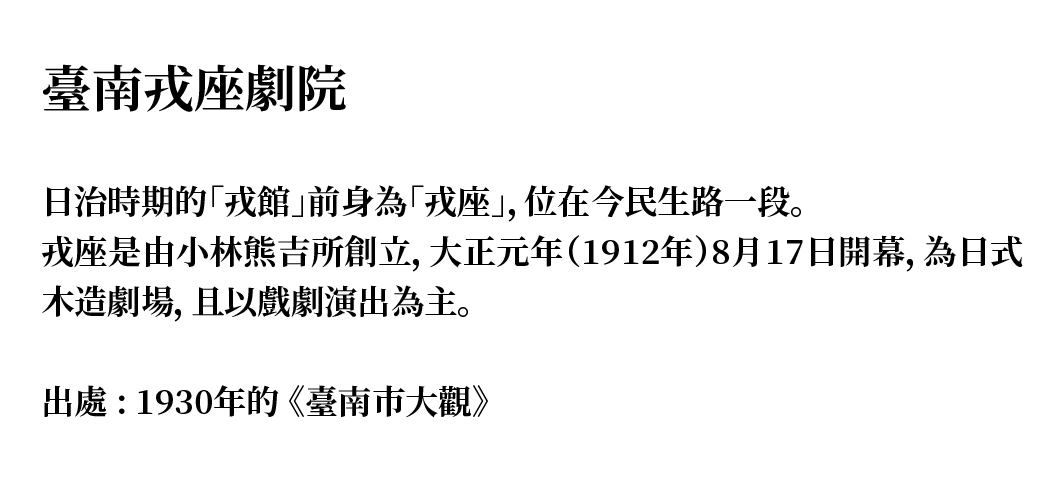 臺南戎座劇院
日治時期的「戎館」前身為「戎座」, 位在今民生路一段。
戎座是由小林熊吉所創立, 大正元年(1912年)8月17日開幕, 為日式
木造劇場, 且以戲劇演出為主。
出處 : 1930年的《臺南市大觀》